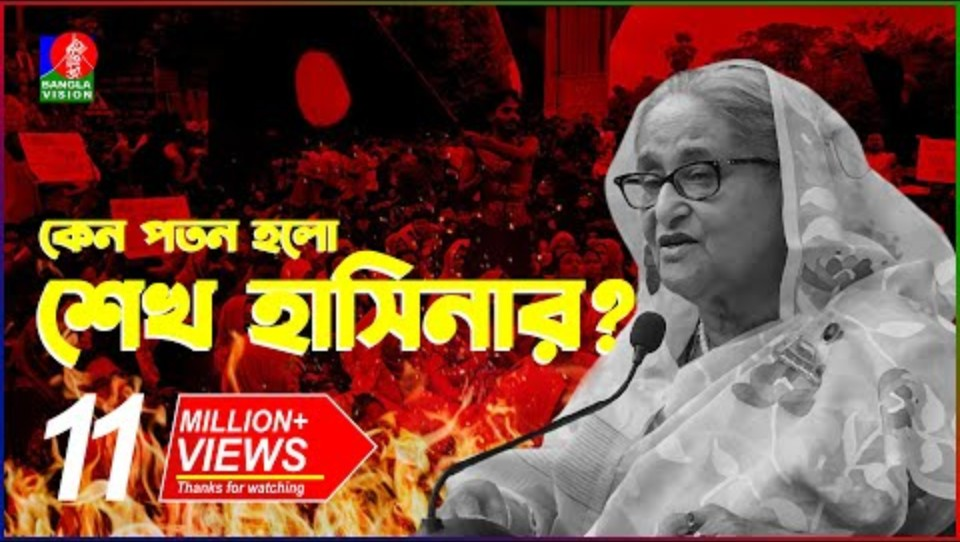 BANGLA
VISION
কেন পতন হলো
শেখ হাসিনার?
11
MILLION+
VIEWS
Thanks for watching